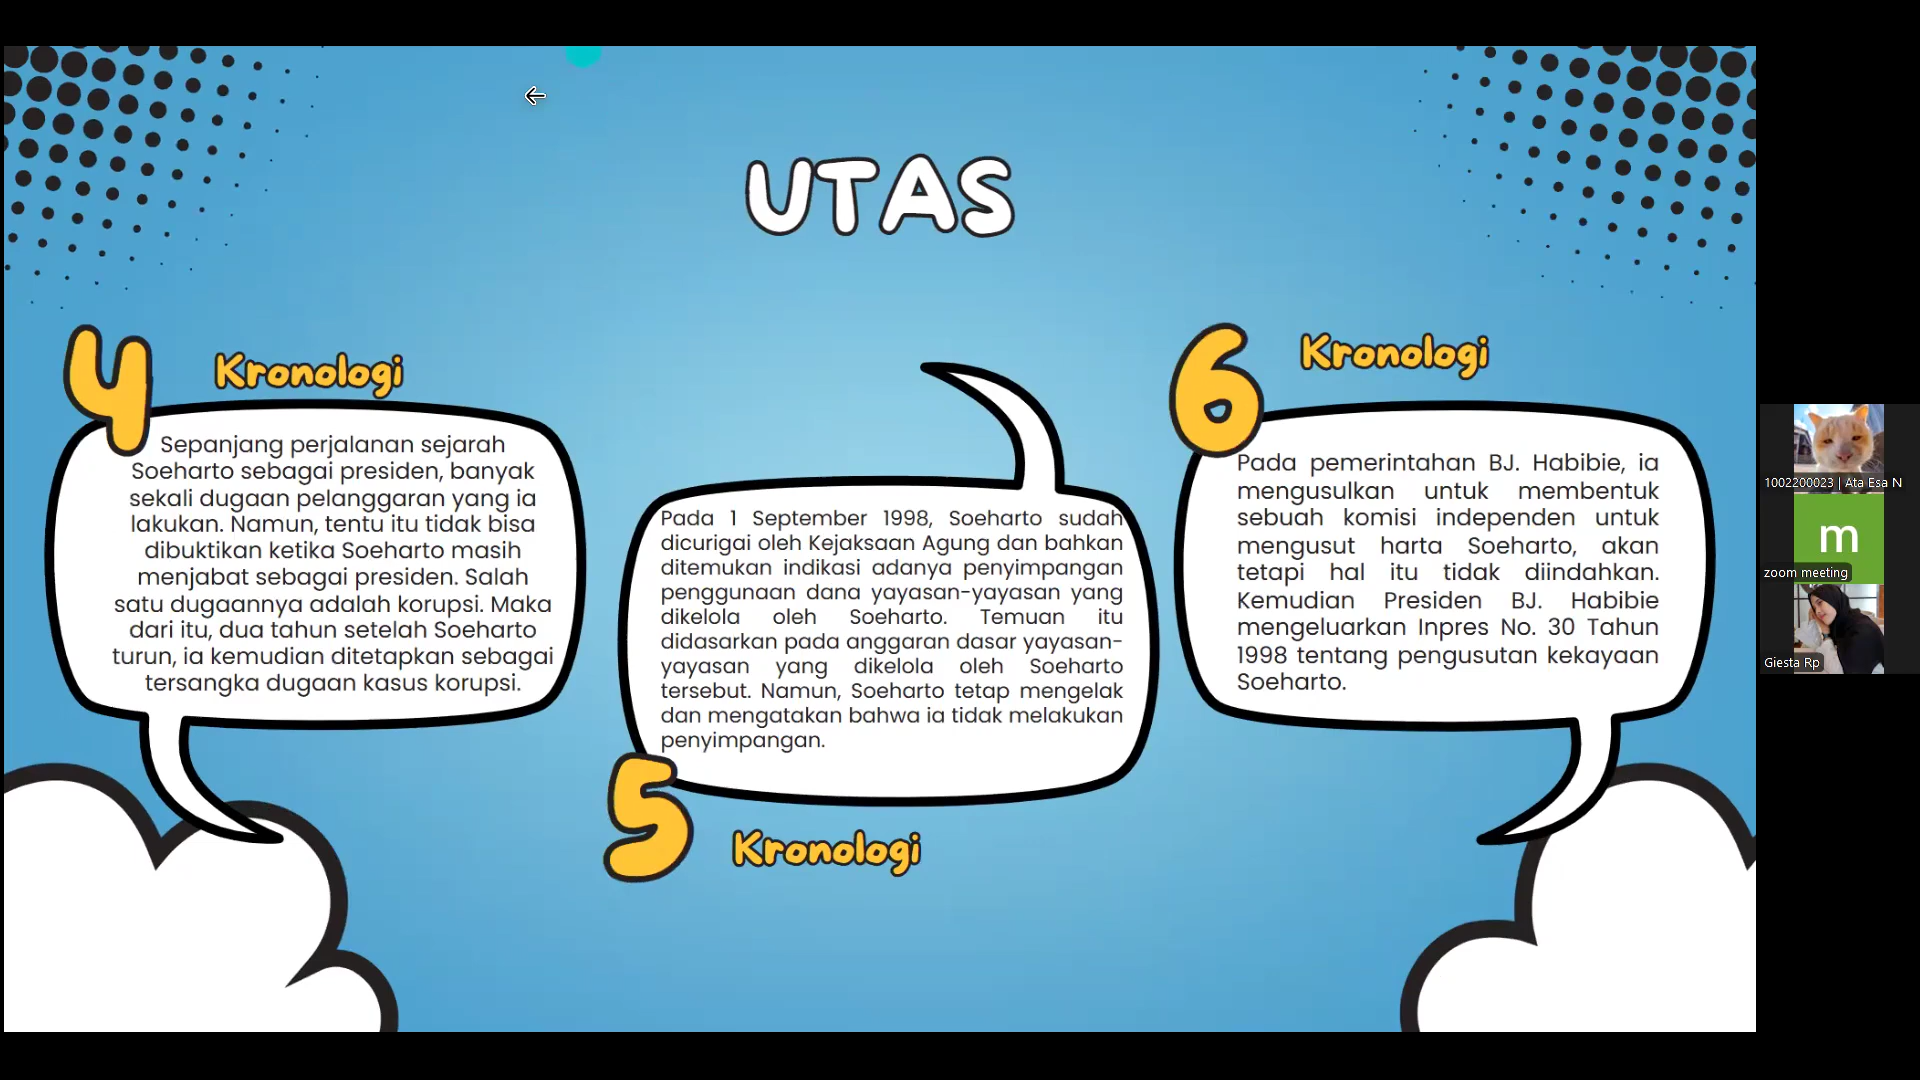 UTAS
4
Kronologi
Sepanjang perjalanan sejarah
Soeharto sebagai presiden, banyak
sekali dugaan pelanggaran yang ia
lakukan. Namun, tentu itu tidak bisa
dibuktikan ketika Soeharto masih
menjabat sebagai presiden. Salah
satu dugaannya adalah korupsi. Maka
dari itu, dua tahun setelah Soeharto
turun, ia kemudian ditetapkan sebagai
tersangka dugaan kasus korupsi.
Pada 1 September 1998, Soeharto sudah
dicurigai oleh Kejaksaan Agung dan bahkan
ditemukan indikasi adanya penyimpangan
penggunaan dana yayasan-yayasan yang
dikelola oleh Soeharto. Temuan itu
didasarkan pada anggaran dasar yayasan-
yayasan yang dikelola oleh Soeharto
tersebut. Namun, Soeharto tetap mengelak
dan mengatakan bahwa ia tidak melakukan
penyimpangan.
5
Kronologi
6
Kronologi
Pada pemerintahan BJ. Habibie, ia
mengusulkan untuk membentuk
sebuah komisi independen untuk
mengusut harta Soeharto, akan
tetapi hal itu tidak diindahkan.
Kemudian Presiden BJ. Habibie
mengeluarkan Inpres No. 30 Tahun
1998 tentang pengusutan kekayaan
Soeharto.
1002200023 | Ata Esa N
m
zoom meeting
Giesta Rp